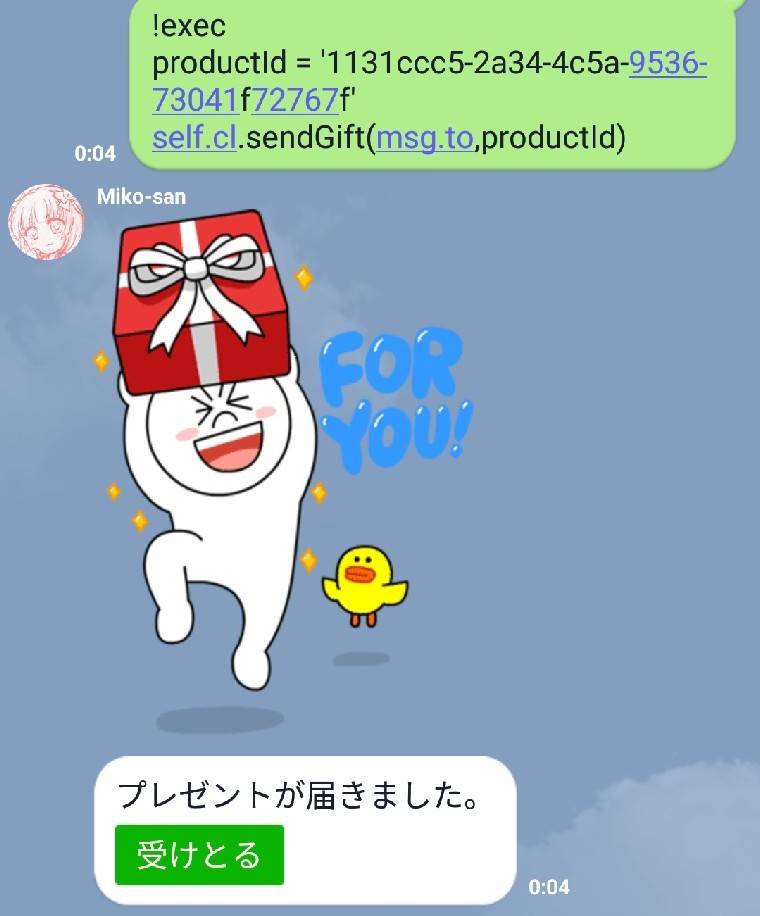 !exec
productId = '1131ccc5-2a34-4c5a-9536-
73041f72767f'
self.cl.sendGift(msg.to,productId)
0:04
Miko-san
FOR
YOU!
プレゼントが届きました。
受けとる
0:04